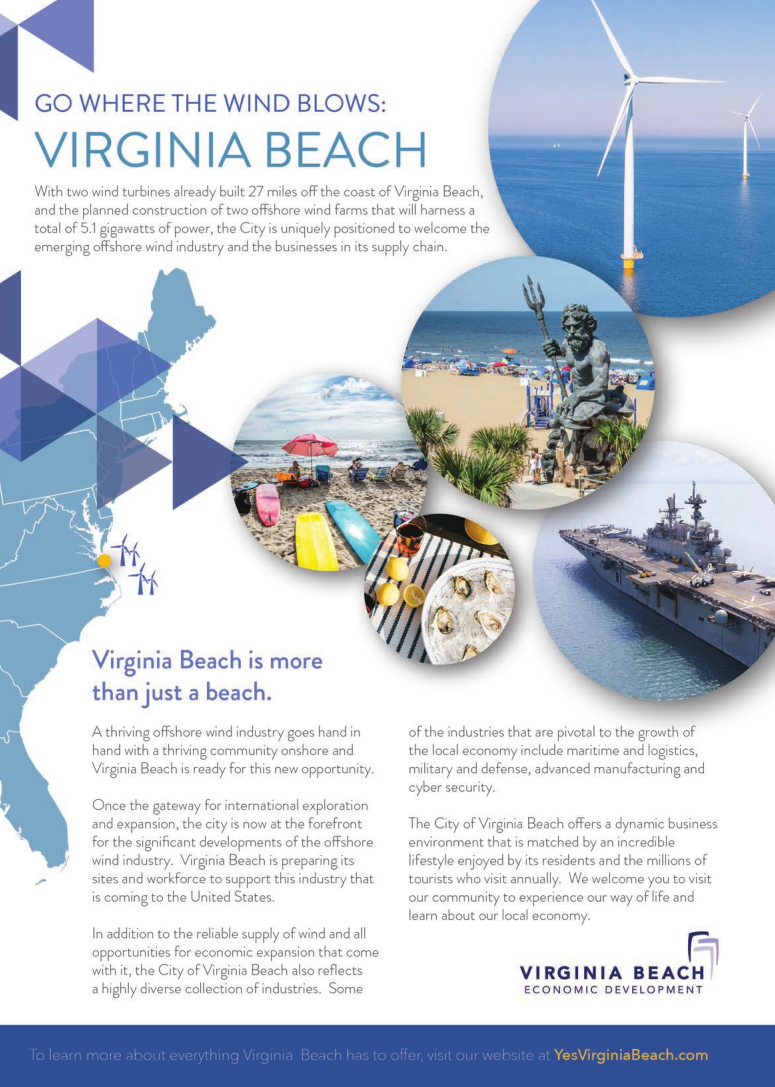 GO WHERE THE WIND BLOWS:
VIRGINIA BEACH
With two wind turbines already built 27 miles off the coast of Virginia Beach,
and the planned construction of two offshore wind farms that will harness a
total of 5.1 gigawatts of power, the City is uniquely positioned to welcome the
emerging offshore wind industry and the businesses in its supply chain.
Virginia Beach is more
than just a beach.
A thriving offshore wind industry goes hand in
hand with a thriving community onshore and
Virginia Beach is ready for this new opportunity.
Once the gateway for international exploration
and expansion, the city is now at the forefront
for the significant developments of the offshore
wind industry.  Virginia Beach is preparing its
sites and workforce to support this industry that
is coming to the United States.
In addition to the reliable supply of wind and all
opportunities for economic expansion that come
with it, the City of Virginia Beach also reflects
a highly diverse collection of industries.  Some
of the industries that are pivotal to the growth of
the local economy include maritime and logistics,
military and defense, advanced manufacturing and
cyber security.
The City of Virginia Beach offers a dynamic business
environment that is matched by an incredible
lifestyle enjoyed by its residents and the millions of
tourists who visit annually.  We welcome you to visit
our community to experience our way of life and
learn about our local economy.
VIRGINIA BEACH
ECONOMIC DEVELOPMENT
To learn more about everything Virginia  Beach has to offer, visit our website at YesVirginiaBeach.com